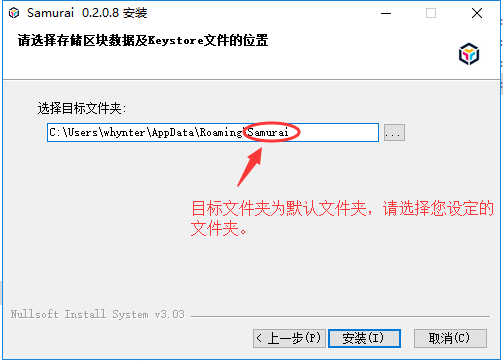 Samurai 0.2.0.8 安装
请选择存储区块数据及Keystore文件的位置
选择目标文件夹:
C:\Users\whynter\AppData\Roaming\Samurai
...
目标文件夹为默认文件夹，请选择您设定的
文件夹。
Nullsoft Install System v3.03
< 上一步(P)
安装(I)
取消(C)